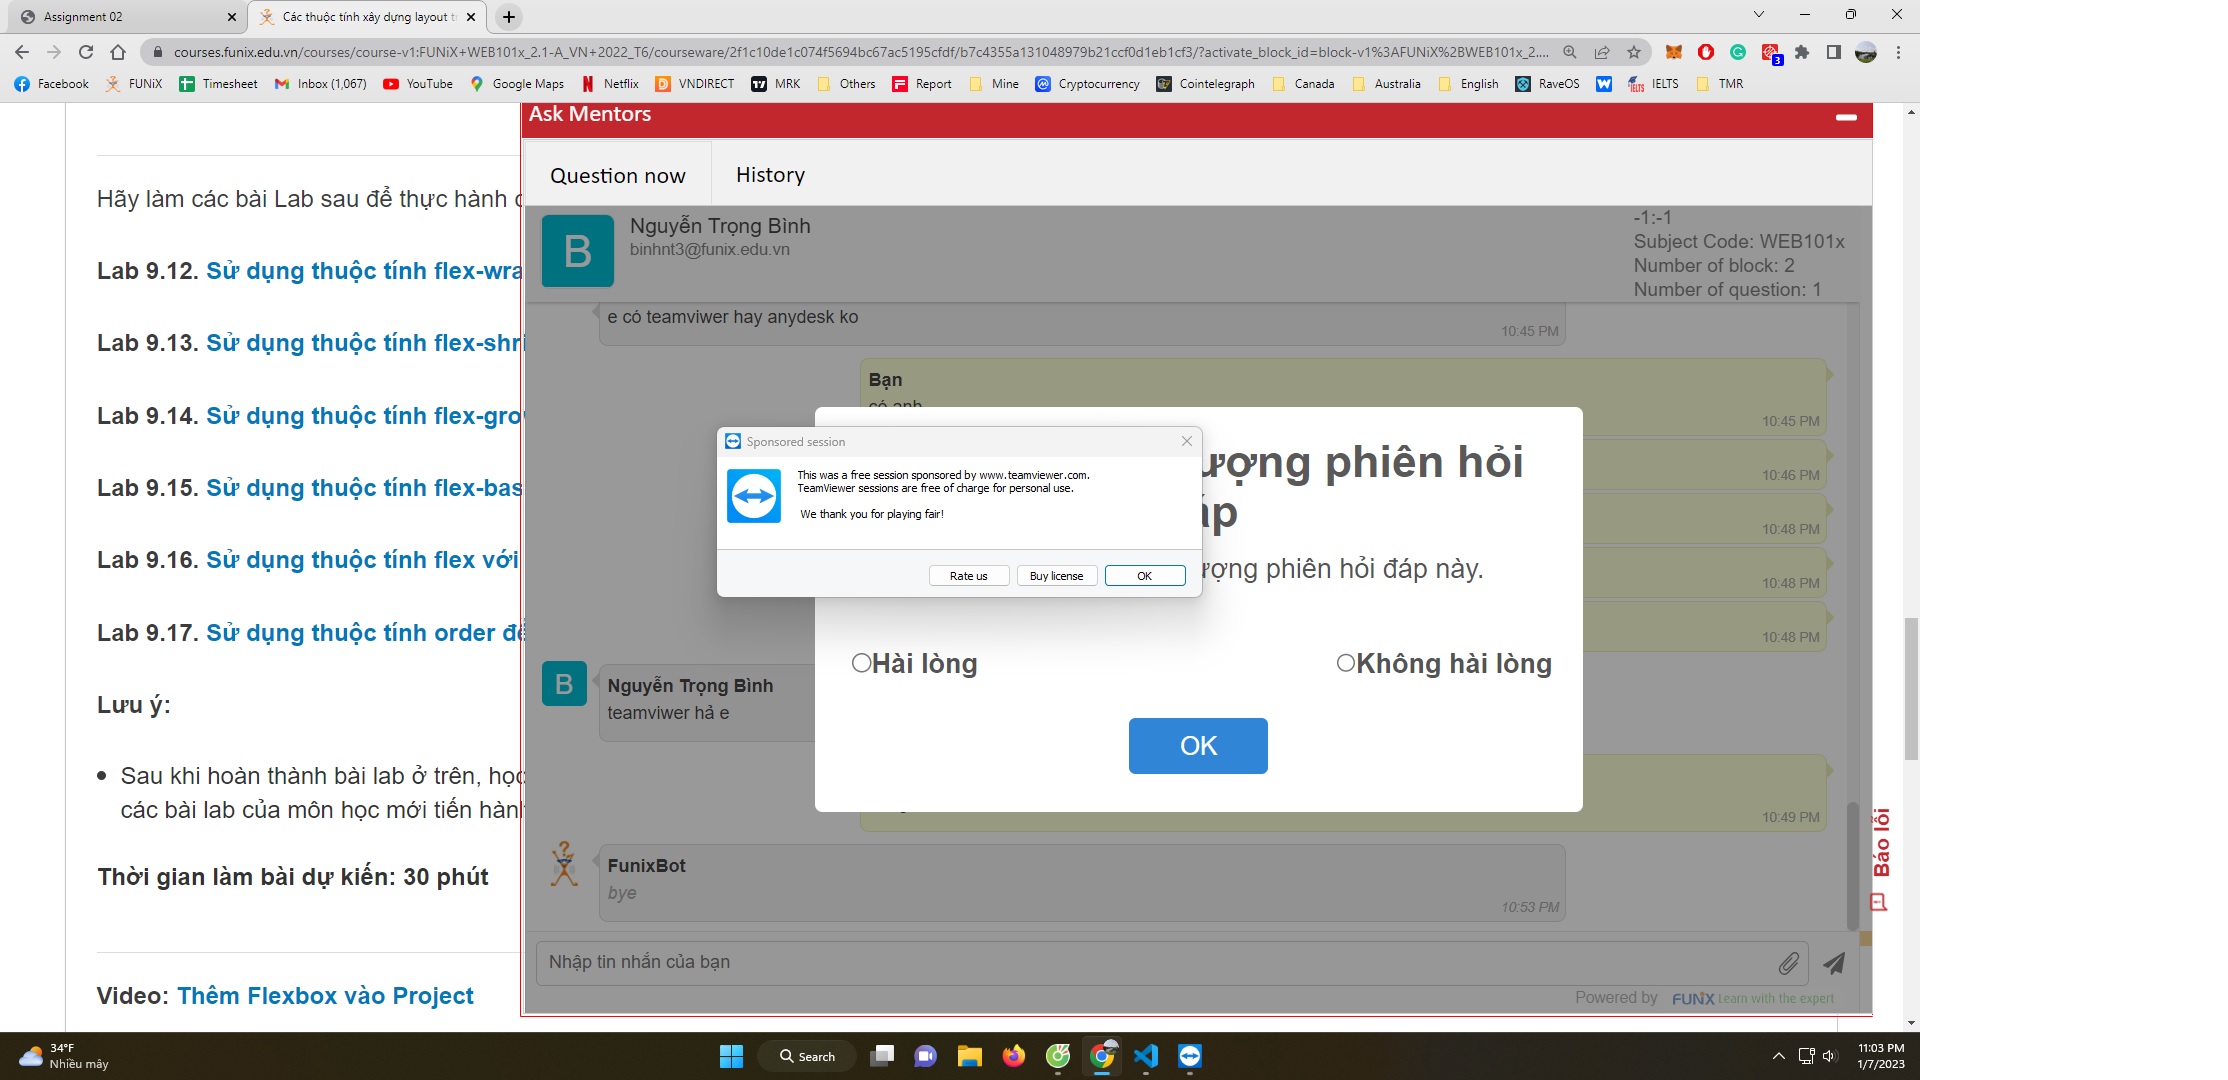 Assignment 02
Các thuộc tính xây dựng layout tr
courses.funix.edu.vn/courses/course-v1:FUNiX+WEB101x_2.1-A_VN+2022_T6/courseware/2f1c10de1c074f5694bc67ac5195cfdf/b7c4355a131048979b21ccf0d1eb1cf3/?activate_block_id=block-v1%3AFUNiX%2BWEB101x_2....
3
Facebook FUNiX Timesheet Inbox (1,067) YouTube Google Maps Netflix VNDIRECT MRK Others Report Mine Cryptocurrency Cointelegraph Canada Australia English RaveOS IELTS TMR
Hãy làm các bài Lab sau để thực hành
Lab 9.12. Sử dụng thuộc tính flex-wra
Lab 9.13. Sử dụng thuộc tính flex-shri
Lab 9.14. Sử dụng thuộc tính flex-gro
Lab 9.15. Sử dụng thuộc tính flex-bas
Lab 9.16. Sử dụng thuộc tính flex với
Lab 9.17. Sử dụng thuộc tính order để
Lưu ý:
Sau khi hoàn thành bài lab ở trên, học
các bài lab của môn học mới tiến hành
Thời gian làm bài dự kiến: 30 phút
Video: Thêm Flexbox vào Project
Ask Mentors
Question now
History
B
Nguyễn Trọng Bình
binhnt3@funix.edu.vn
-1:-1
Subject Code: WEB101x
Number of block: 2
Number of question: 1
e có teamviwer hay anydesk ko
10:45 PM
Bạn
có anh
10:45 PM
10:46 PM
10:48 PM
10:48 PM
10:48 PM
ượng phiên hỏi
áp
ượng phiên hỏi đáp này.
Hài lòng
Không hài lòng
OK
Sponsored session
This was a free session sponsored by www.teamviewer.com.
TeamViewer sessions are free of charge for personal use.
We thank you for playing fair!
Rate us
Buy license
OK
B
Nguyễn Trọng Bình
teamviwer hả e
10:49 PM
FunixBot
bye
10:53 PM
Nhập tin nhắn của bạn
Powered by FUNiX Learn with the expert
Báo lỗi
34°F
Nhiều mây
Search
11:03 PM
1/7/2023